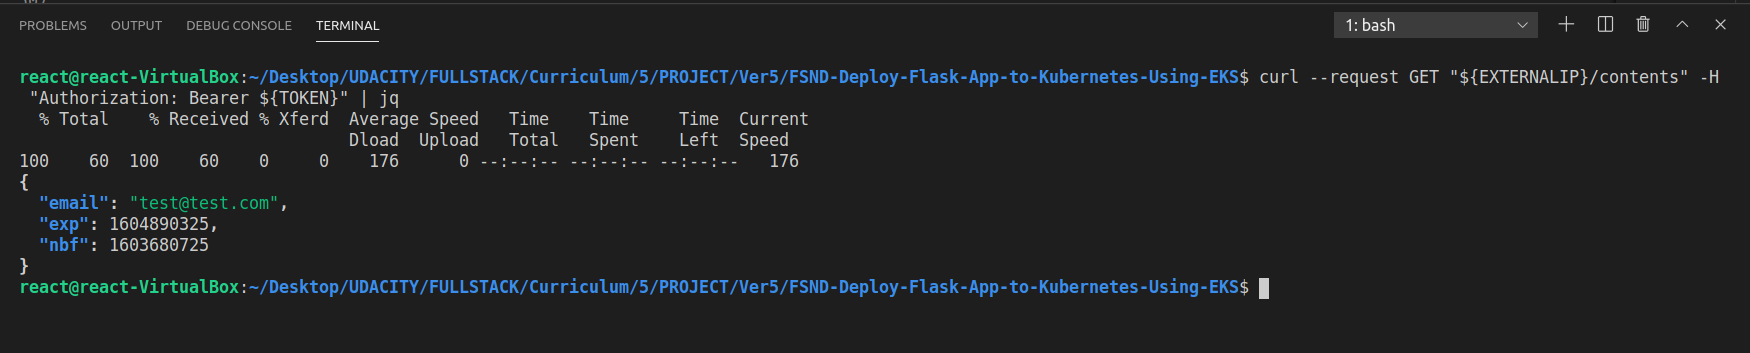 PROBLEMS OUTPUT DEBUG CONSOLE TERMINAL 1: bash
react@react-VirtualBox:~/Desktop/UDACITY/FULLSTACK/Curriculum/5/PROJECT/Ver5/FSND-Deploy-Flask-App-to-Kubernetes-Using-EKS$ curl --request GET "${EXTERNALIP}/contents" -H
"Authorization: Bearer ${TOKEN}" | jq
% Total % Received % Xferd Average Speed Time Time Time Current
Dload Upload Total Spent Left Speed
100 60 100 60 0 0 176 0 --:--:-- --:--:-- --:--:-- 176
{
"email": "test@test.com",
"exp": 1604890325,
"nbf": 1603680725
}
react@react-VirtualBox:~/Desktop/UDACITY/FULLSTACK/Curriculum/5/PROJECT/Ver5/FSND-Deploy-Flask-App-to-Kubernetes-Using-EKS$